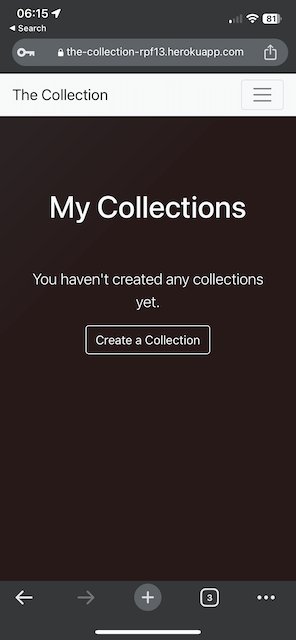 06:15
81
Search
the-collection-rpf13.herokuapp.com
The Collection
My Collections
You haven't created any collections
yet.
Create a Collection
3